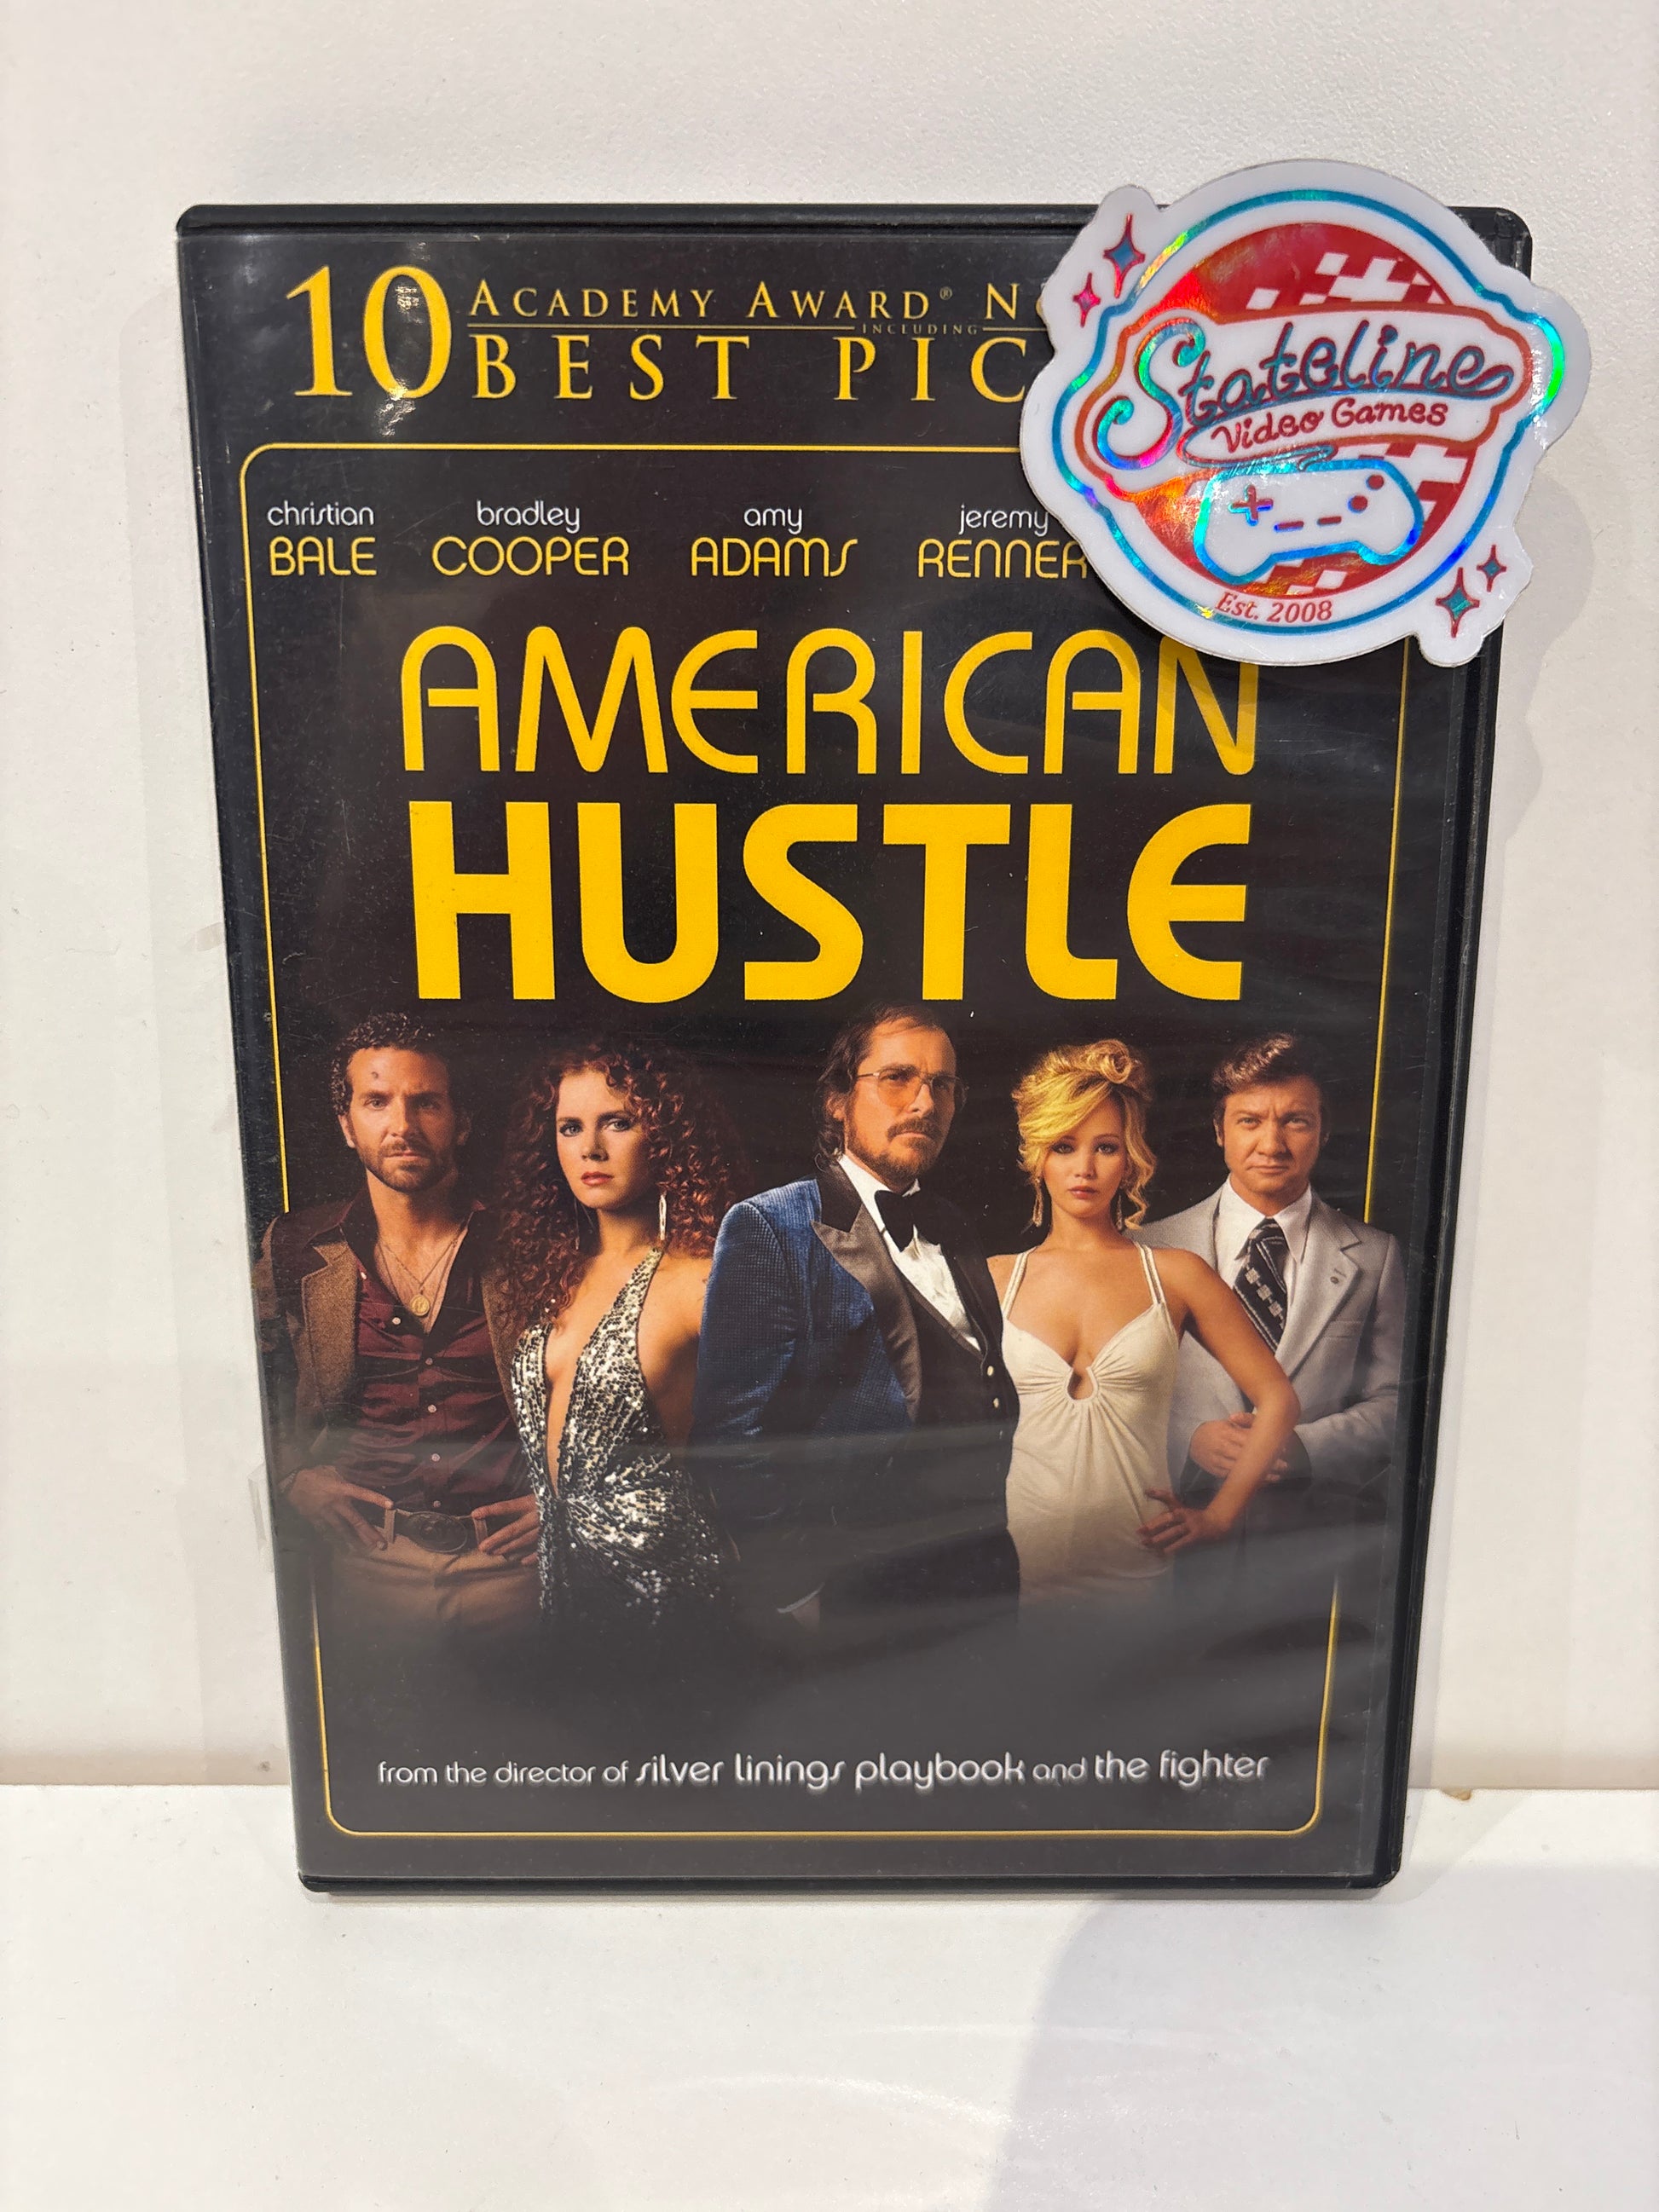 10 ACADEMY AWARD® N
INCLUDING
BEST PIC
christian BALE
bradley COOPER
amy ADAMS
jeremy RENNER
AMERICAN
HUSTLE
from the director of silver linings playbook and the fighter
Stateline
Video Games
Est. 2008